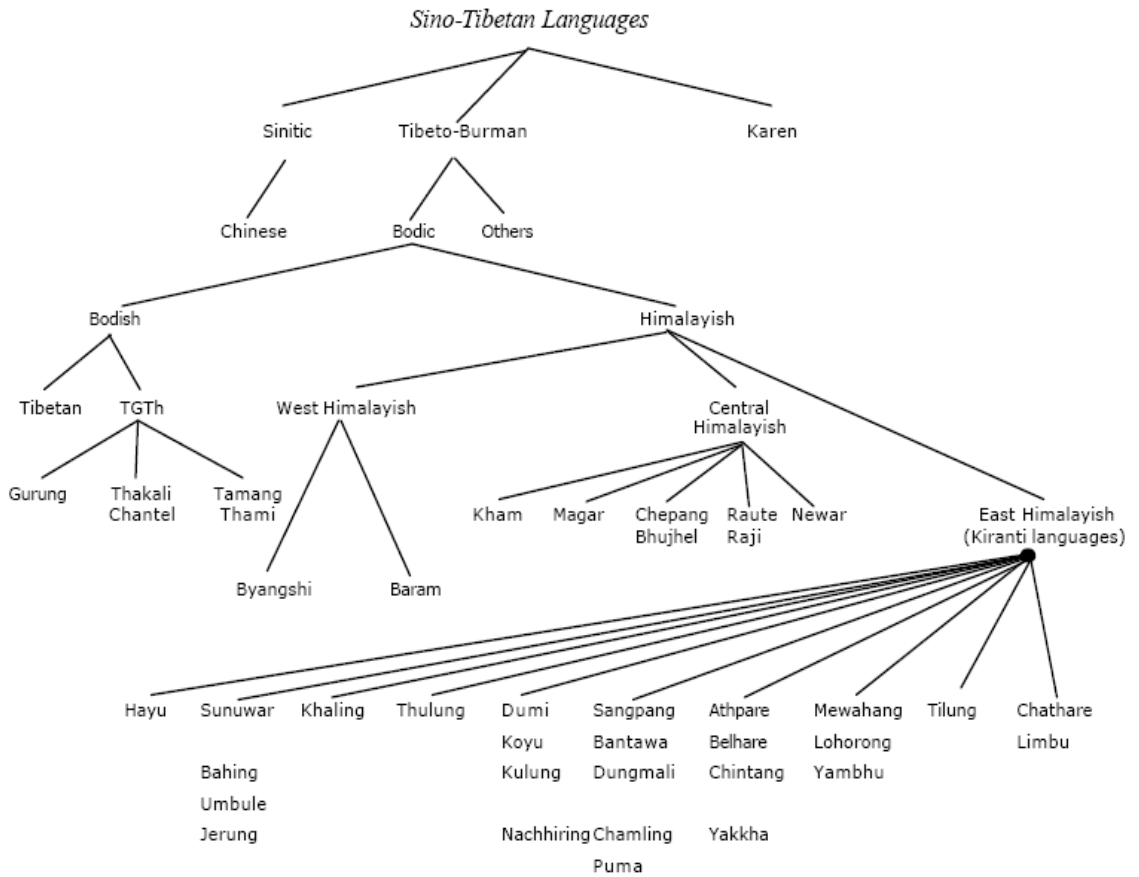 Sino-Tibetan Languages
Sinitic Tibeto-Burman Karen
Chinese Bodic Others
Bodish Himalayish
Tibetan TGTh West Himalayish Central
Himalayish
Gurung Thakali Tamang Kham Magar Chepang Raute Newar East Himalayish
Chantel Thami Bhujhel Raji (Kiranti languages)
Byangshi Baram
Hayu Sunuwar Khaling Thulung Dumi Sangpang Athpare Mewahang Tilung Chathare
Koyu Bantawa Belhare Lohorong Limbu
Bahing Kulung Dungmali Chintang Yambhu
Umbule
Jerung Nachhiring Chamling Yakkha
Puma